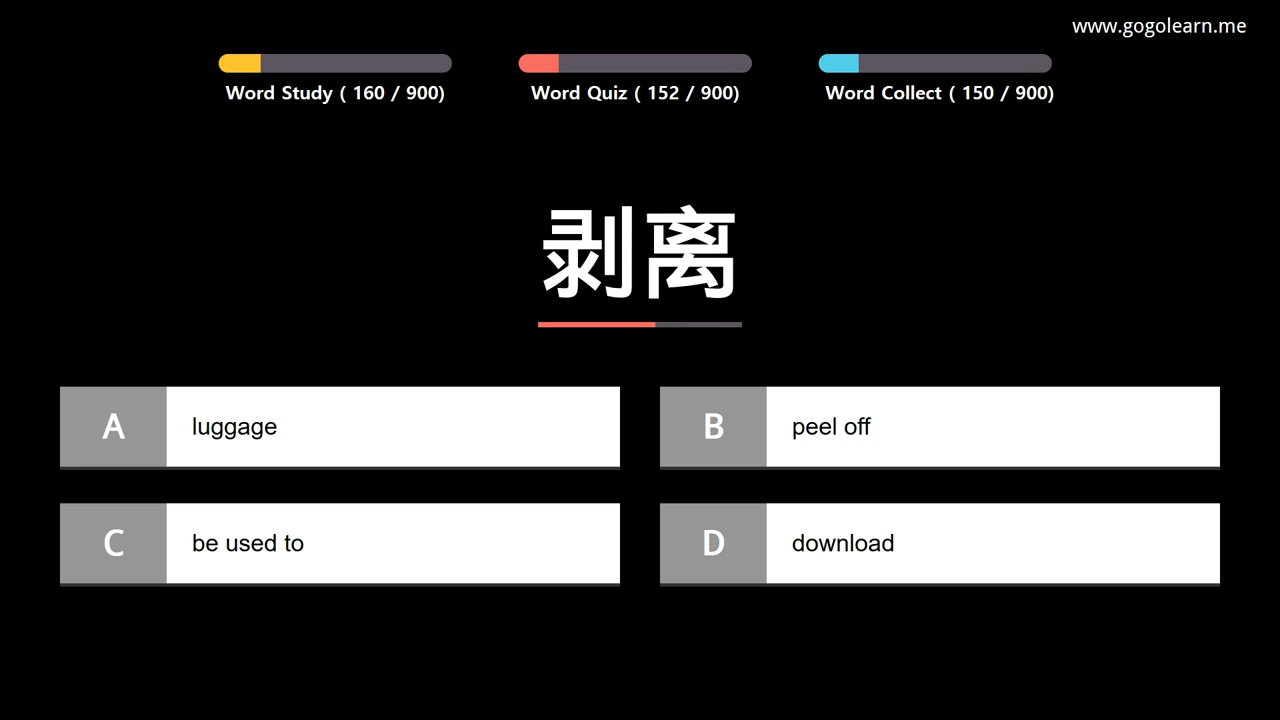 www.gogolearn.me
Word Study ( 160 / 900)
Word Quiz ( 152 / 900)
Word Collect ( 150 / 900)
剥离
A luggage
B peel off
C be used to
D download